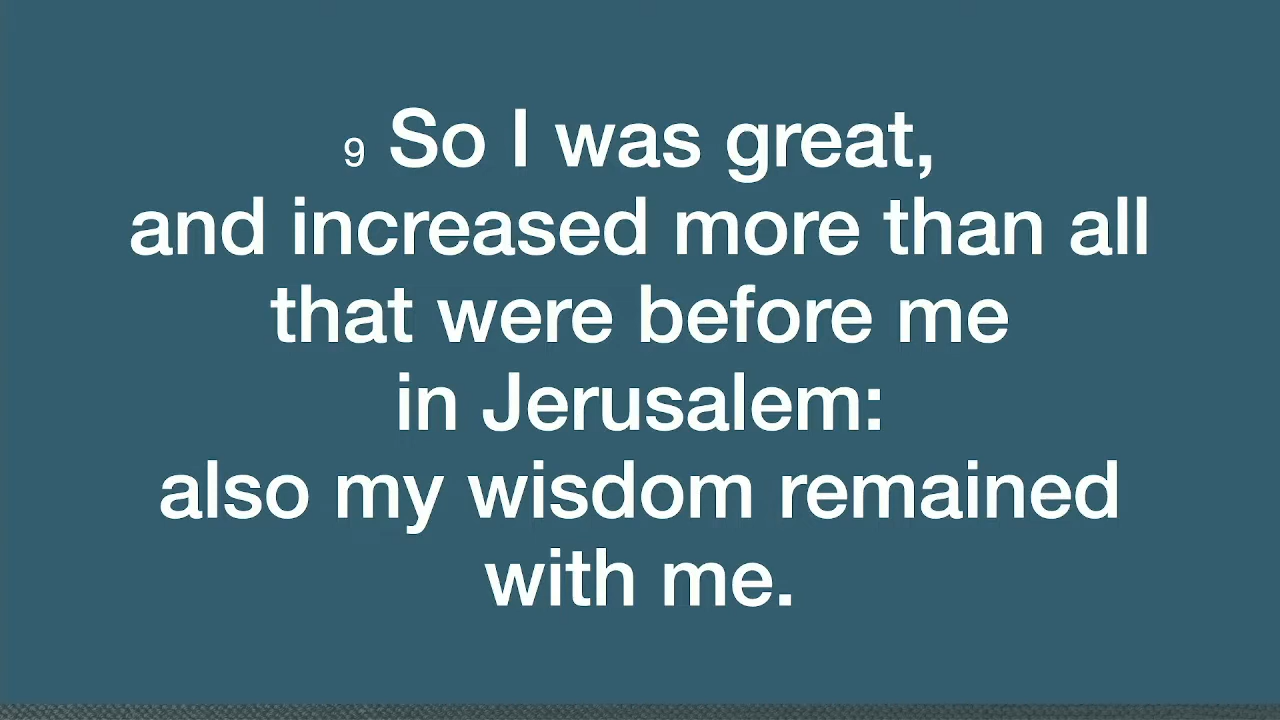 9 So I was great,
and increased more than all
that were before me
in Jerusalem:
also my wisdom remained
with me.